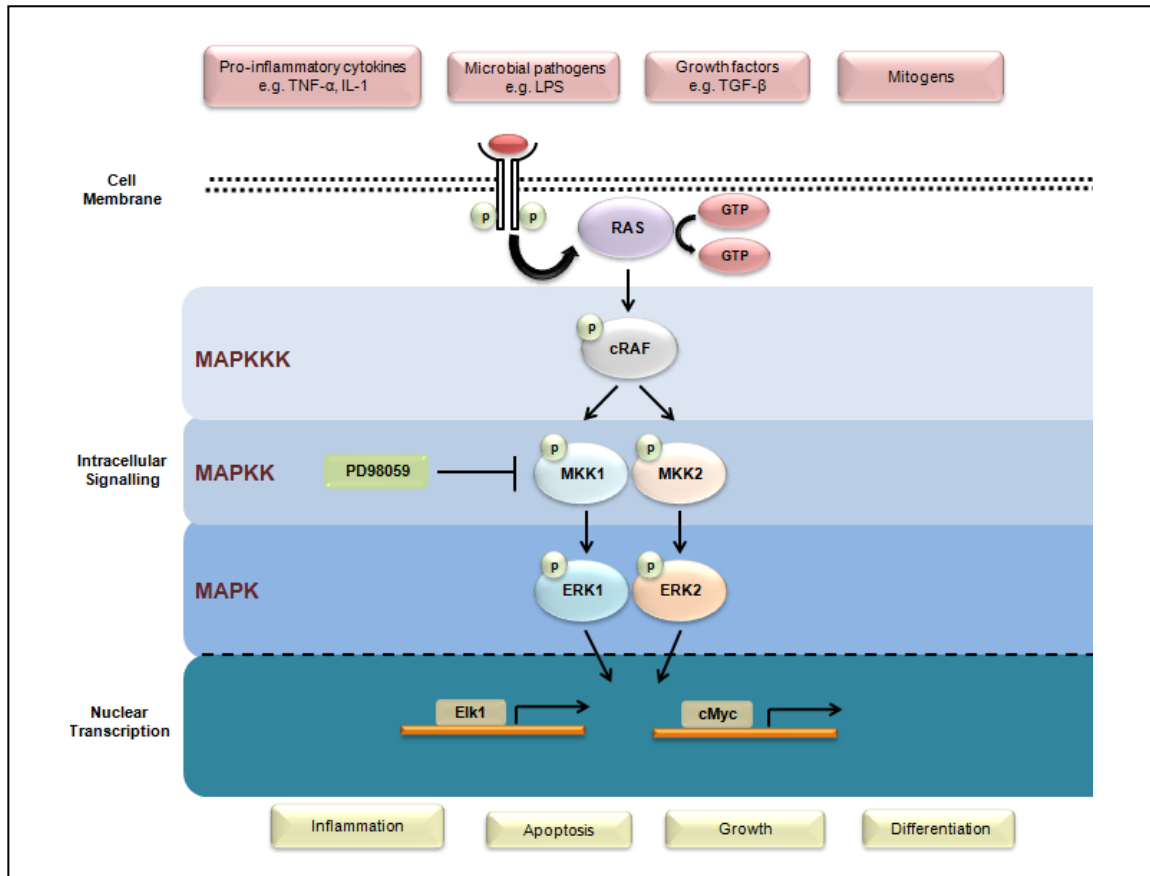 Pro-inflammatory cytokines
e.g. TNF-α, IL-1
Microbial pathogens
e.g. LPS
Growth factors
e.g. TGF-β
Mitogens
Cell
Membrane
p
p
RAS
GTP
GTP
p
cRAF
MAPKKK
Intracellular
Signalling
MAPKK
PD98059
p
MKK1
p
MKK2
MAPK
p
ERK1
p
ERK2
Nuclear
Transcription
Elk1
cMyc
Inflammation
Apoptosis
Growth
Differentiation